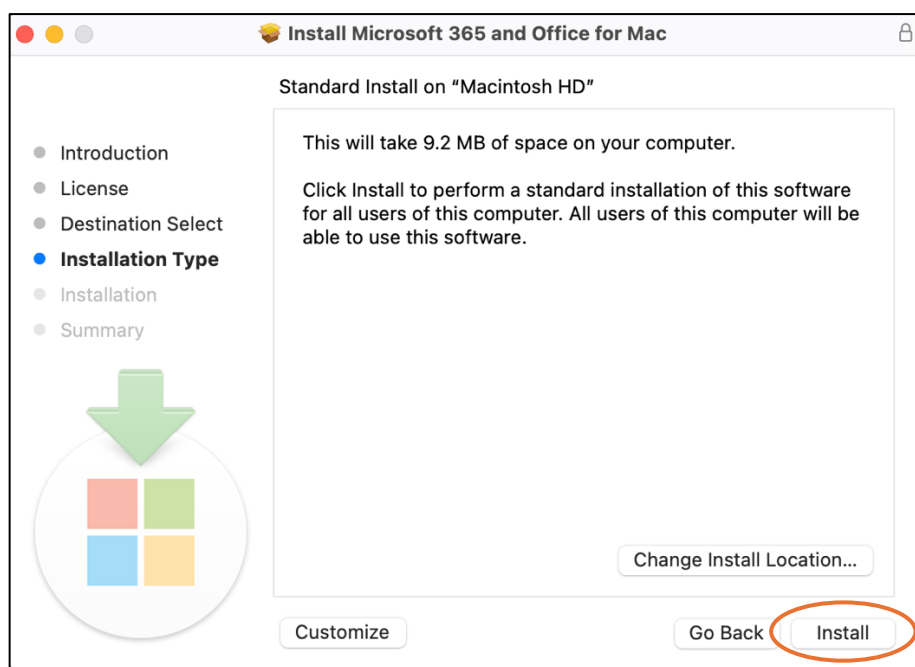 Install Microsoft 365 and Office for Mac
Standard Install on “Macintosh HD”
Introduction
License
Destination Select
Installation Type
Installation
Summary
This will take 9.2 MB of space on your computer.
Click Install to perform a standard installation of this software
for all users of this computer. All users of this computer will be
able to use this software.
Change Install Location...
Customize
Go Back
Install